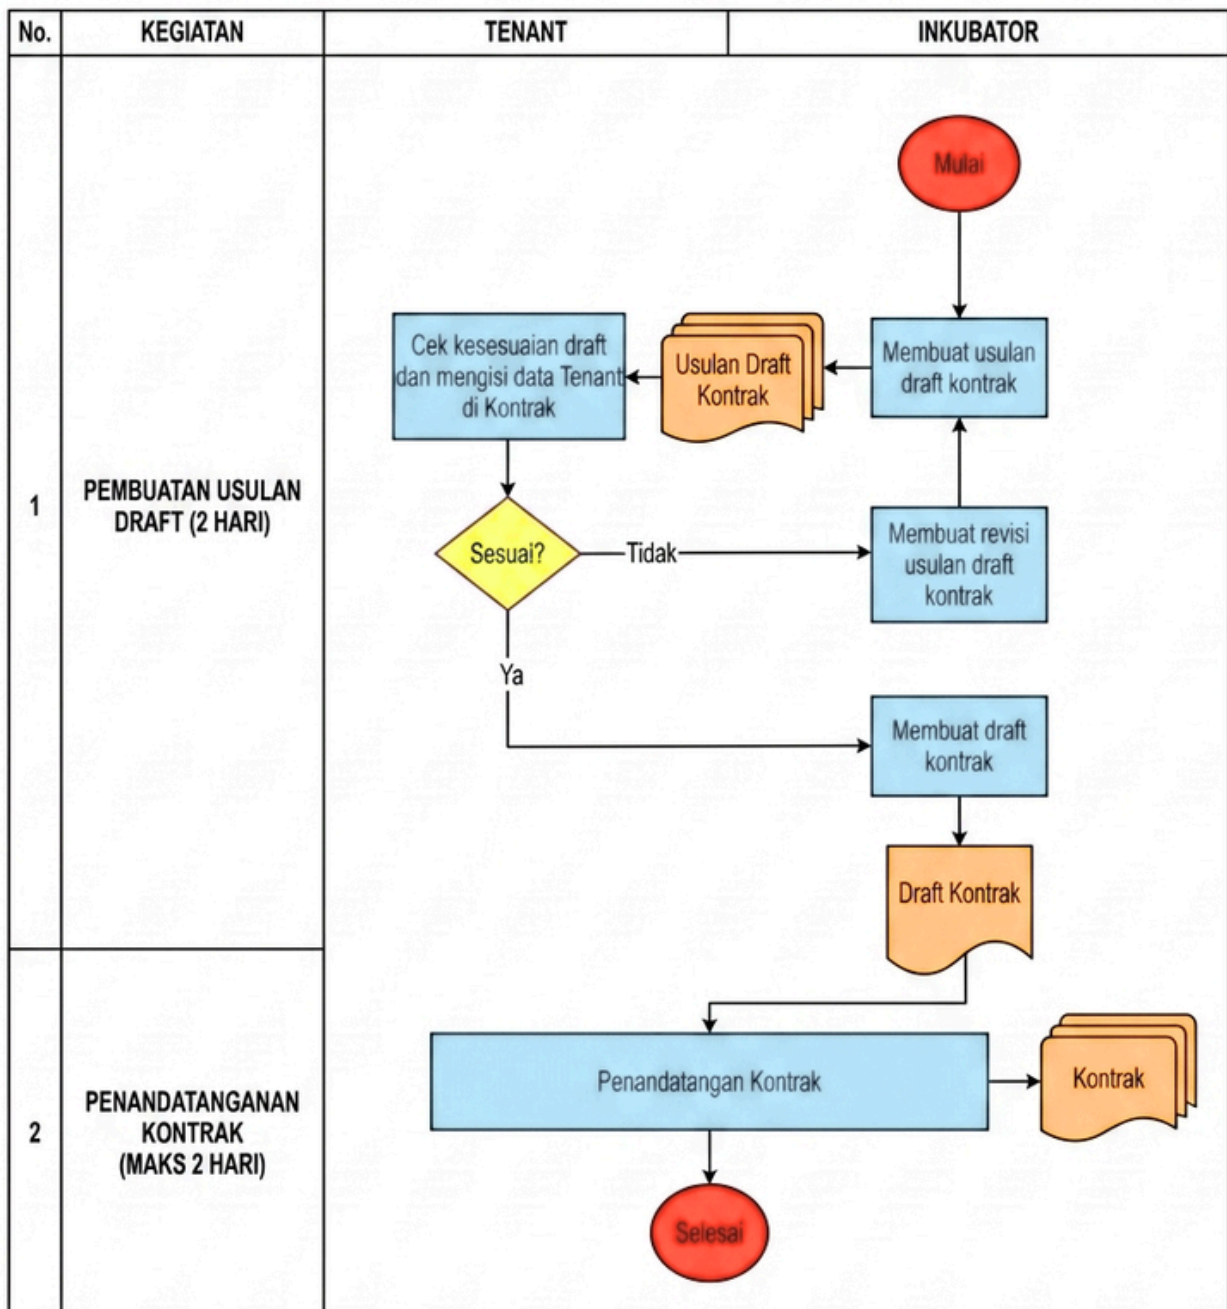 No. KEGIATAN TENANT INKUBATOR
Mulai
Cek kesesuaian draft
dan mengisi data Tenant
di Kontrak
Usulan Draft
Kontrak
Membuat usulan
draft kontrak
1
PEMBUATAN USULAN
DRAFT (2 HARI)
Sesuai?
Tidak
Membuat revisi
usulan draft
kontrak
Ya
Membuat draft
kontrak
Draft Kontrak
2
PENANDATANGANAN
KONTRAK
(MAKS 2 HARI)
Penandatangan Kontrak
Kontrak
Selesai